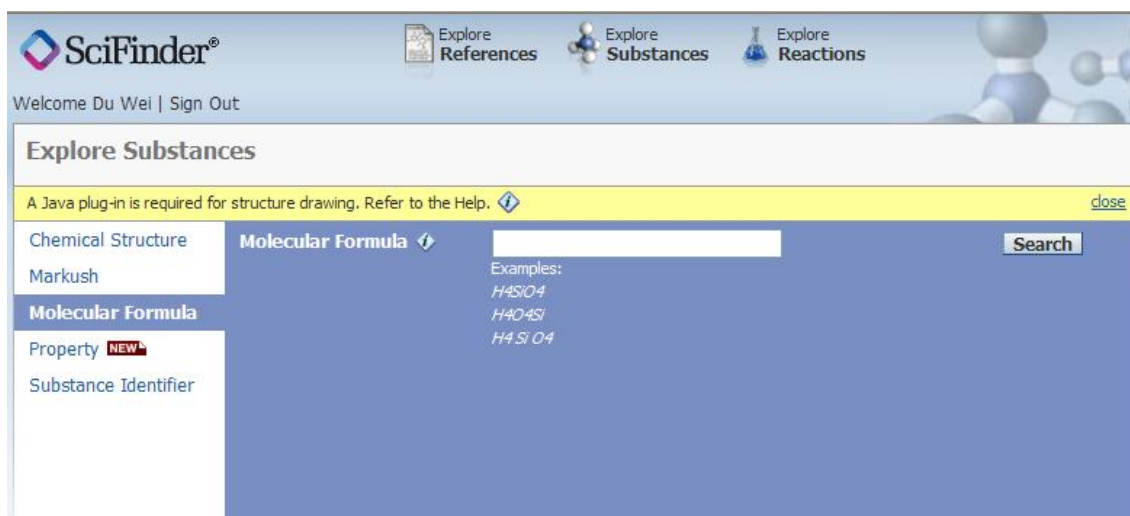 SciFinder®
Explore References
Explore Substances
Explore Reactions
Welcome Du Wei | Sign Out
Explore Substances
A Java plug-in is required for structure drawing. Refer to the Help.
close
Chemical Structure
Markush
Molecular Formula
Property NEW
Substance Identifier
Molecular Formula
Search
Examples:
H4SiO4
H4O4Si
H4 Si O4